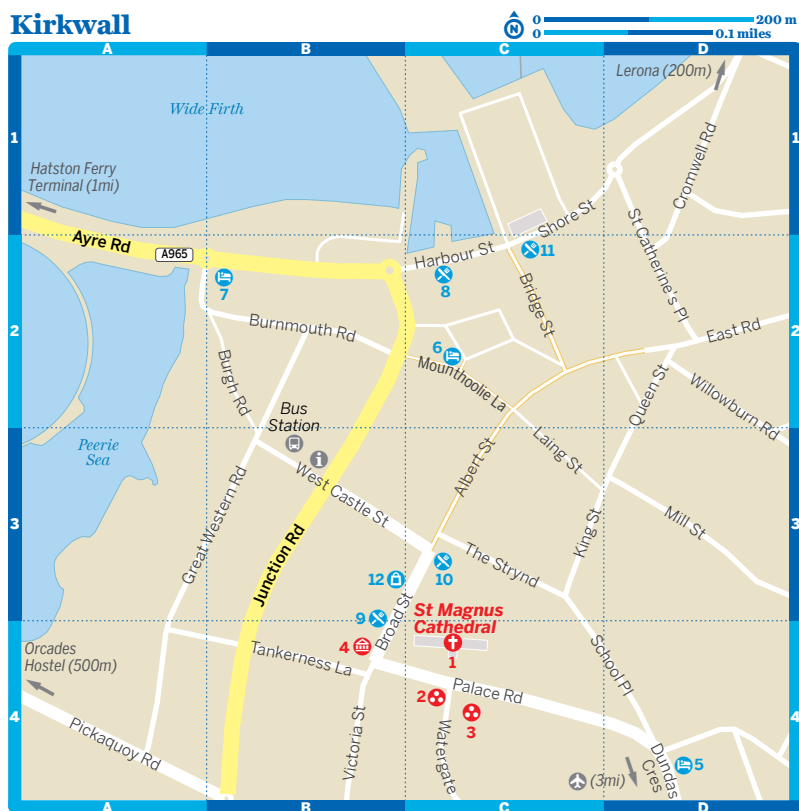 Kirkwall
N
0 200 m
0 0.1 miles
A B C D
1
2
3
4
1
2
3
4
A B C D
Wide Firth
Lerona (200m)
Hatston Ferry
Terminal (1mi)
Cromwell Rd
Shore St
St Catherine's Pl
Ayre Rd
A965
Harbour St
11
7
8
Bridge St
East Rd
Burnmouth Rd
6
Mounthoolie La
Burgh Rd
Queen St
Willowburn Rd
Bus
Station
Peerie
Sea
Laing St
Albert St
West Castle St
Great Western Rd
Mill St
King St
Junction Rd
The Strynd
12
10
9
Broad St
St Magnus
Cathedral
4
1
Orcades
Hostel (500m)
Tankerness La
School Pl
2
Palace Rd
3
Pickaquoy Rd
Victoria St
Watergate
Dundas
Cres
5
(3mi)